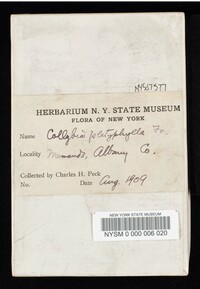 NYSf577
HERBARIUM N. Y. STATE MUSEUM
FLORA OF NEW YORK
Name Collybia platyphylla Fr.
Locality Menands, Albany Co.
Collected by Charles H. Peck
No. Date Aug. 1909
NEW YORK STATE MUSEUM
NYSM 0 000 006 020